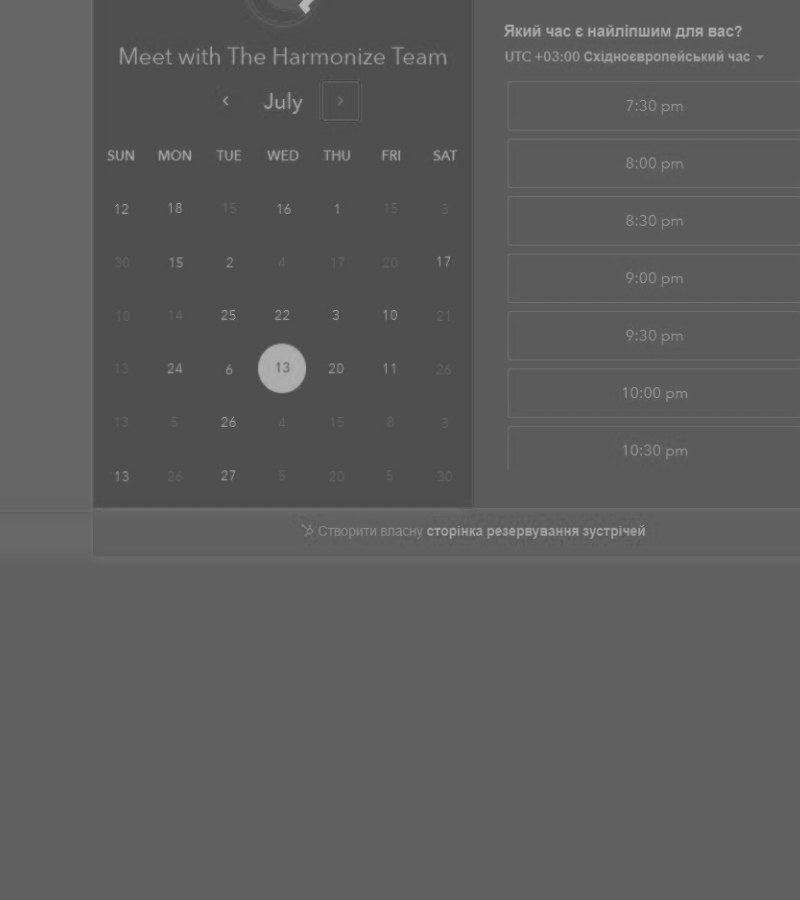 Meet with The Harmonize Team
July
SUN MON TUE WED THU FRI SAT
12 18 15 16 1 15 3
30 15 2 4 17 20 17
10 14 25 22 3 10 21
13 24 6 13 20 11 26
13 5 26 4 15 8 3
13 26 27 5 20 5 30
Який час є найліпшим для вас?
UTC +03:00 Східноєвропейський час
7:30 pm
8:00 pm
8:30 pm
9:00 pm
9:30 pm
10:00 pm
10:30 pm
Створити власну сторінка резервування зустрічей